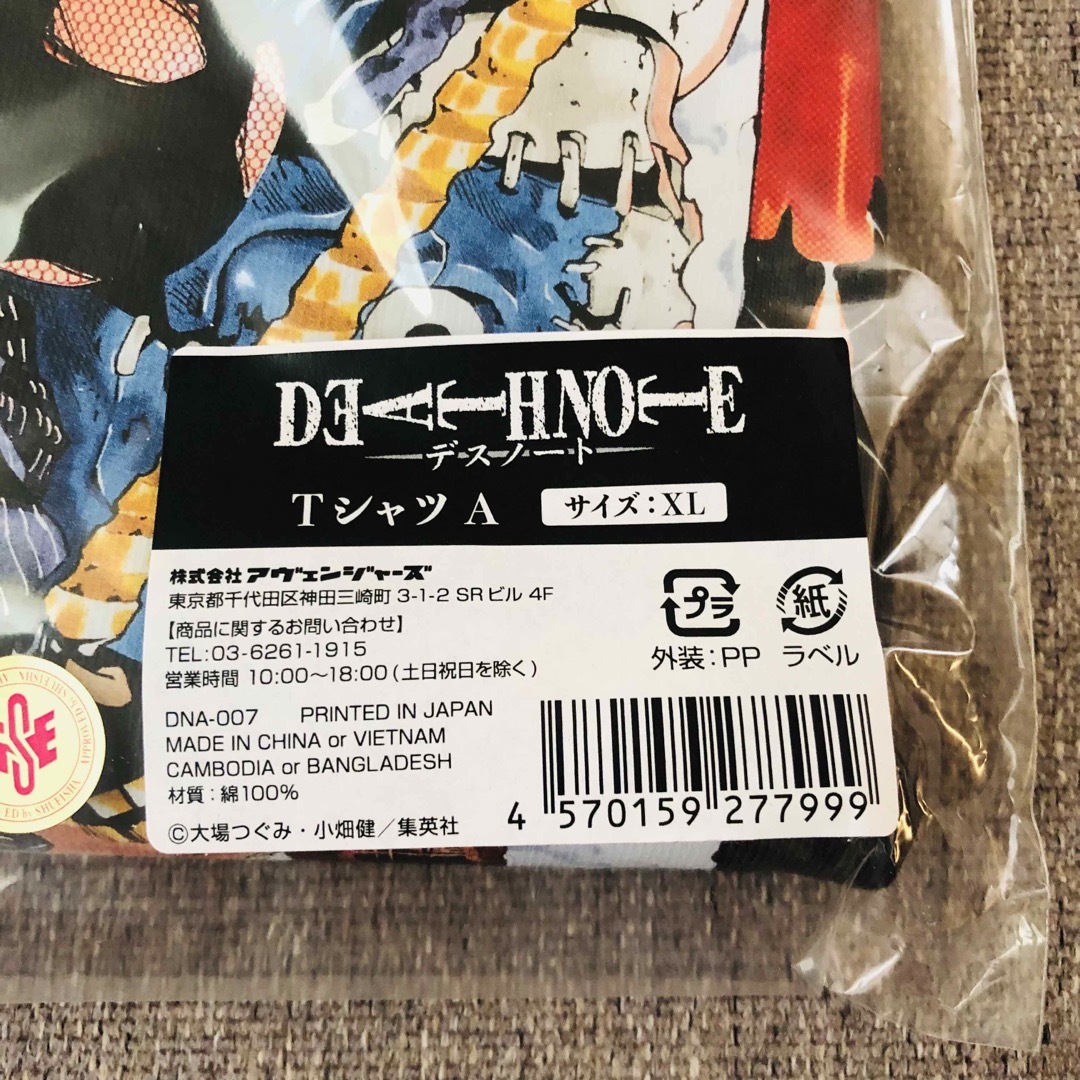 DEATHNOTE
デスノート
TシャツA サイズ:XL
株式会社 アヴェンジャーズ
東京都千代田区神田三崎町 3-1-2 SRビル 4F
【商品に関するお問い合わせ】
TEL:03-6261-1915
営業時間 10:00〜18:00(土日祝日を除く)
DNA-007 PRINTED IN JAPAN
MADE IN CHINA or VIETNAM
CAMBODIA or BANGLADESH
材質:綿100%
©大場つぐみ・小畑健/集英社
プラ 紙
外装:PP ラベル
4 570159 277999